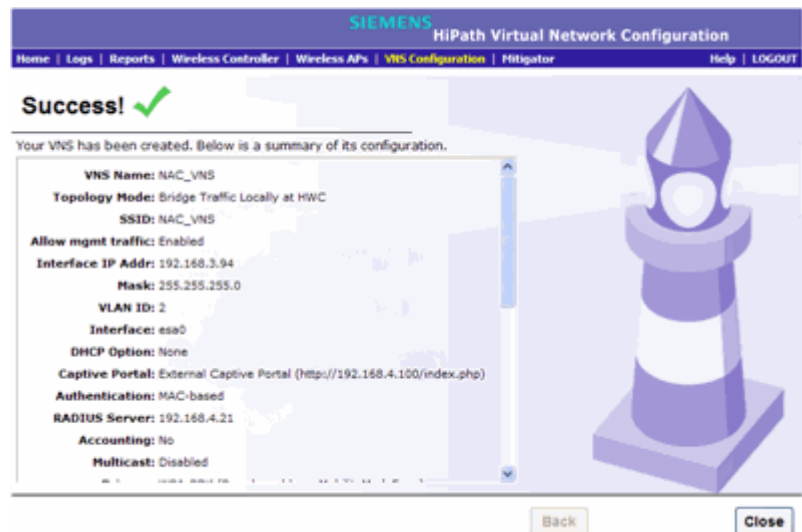 SIEMENS
HiPath Virtual Network Configuration
Home | Logs | Reports | Wireless Controller | Wireless APs | VNS Configuration | Mitigator Help | LOGOUT
Success!
Your VNS has been created. Below is a summary of its configuration.
VNS Name: NAC_VNS
Topology Mode: Bridge Traffic Locally at HWC
SSID: NAC_VNS
Allow mgmt traffic: Enabled
Interface IP Addr: 192.168.3.94
Mask: 255.255.255.0
VLAN ID: 2
Interface: esa0
DHCP Option: None
Captive Portal: External Captive Portal (http://192.168.4.100/index.php)
Authentication: MAC-based
RADIUS Server: 192.168.4.21
Accounting: No
Multicast: Disabled
Back Close